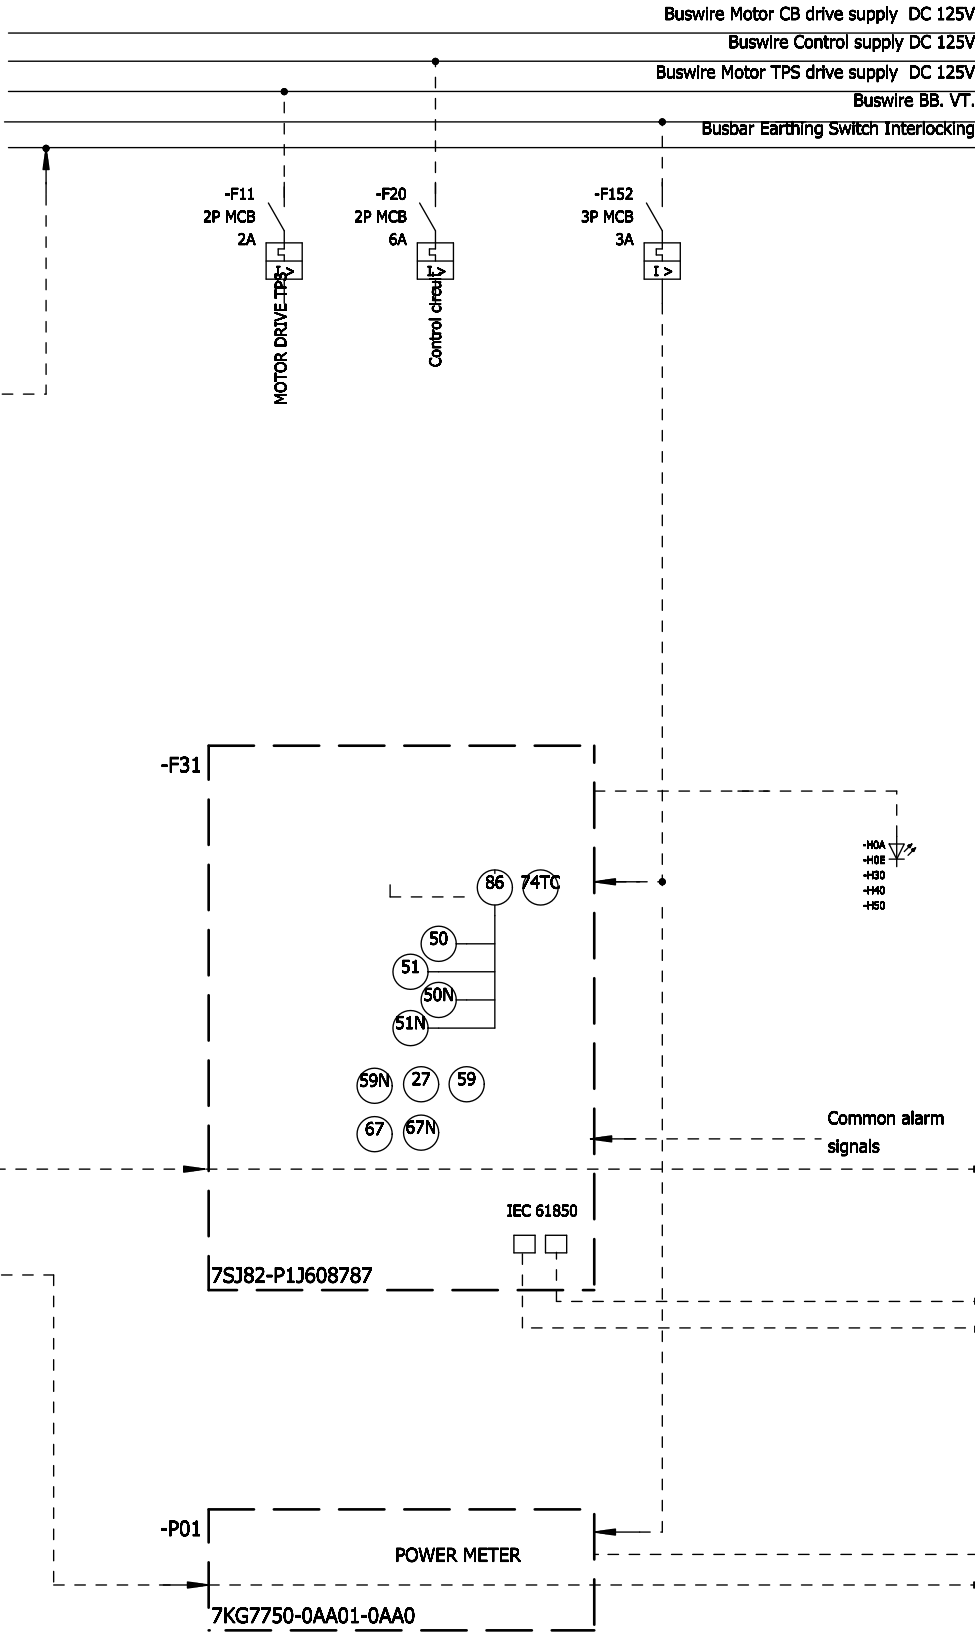 Buswire Motor CB drive supply DC 125V
Buswire Control supply DC 125V
Buswire Motor TPS drive supply DC 125V
Buswire BB. VT.
Busbar Earthing Switch Interlocking
-F11
2P MCB
2A
I >
MOTOR DRIVE TPS
-F20
2P MCB
6A
I >
Control circuit
-F152
3P MCB
3A
I >
-F31
86
74TC
50
51
50N
51N
59N
27
59
67
67N
-H0A
-H0E
-H30
-H40
-H50
Common alarm
signals
IEC 61850
7SJ82-P1J608787
-P01
POWER METER
7KG7750-0AA01-0AA0